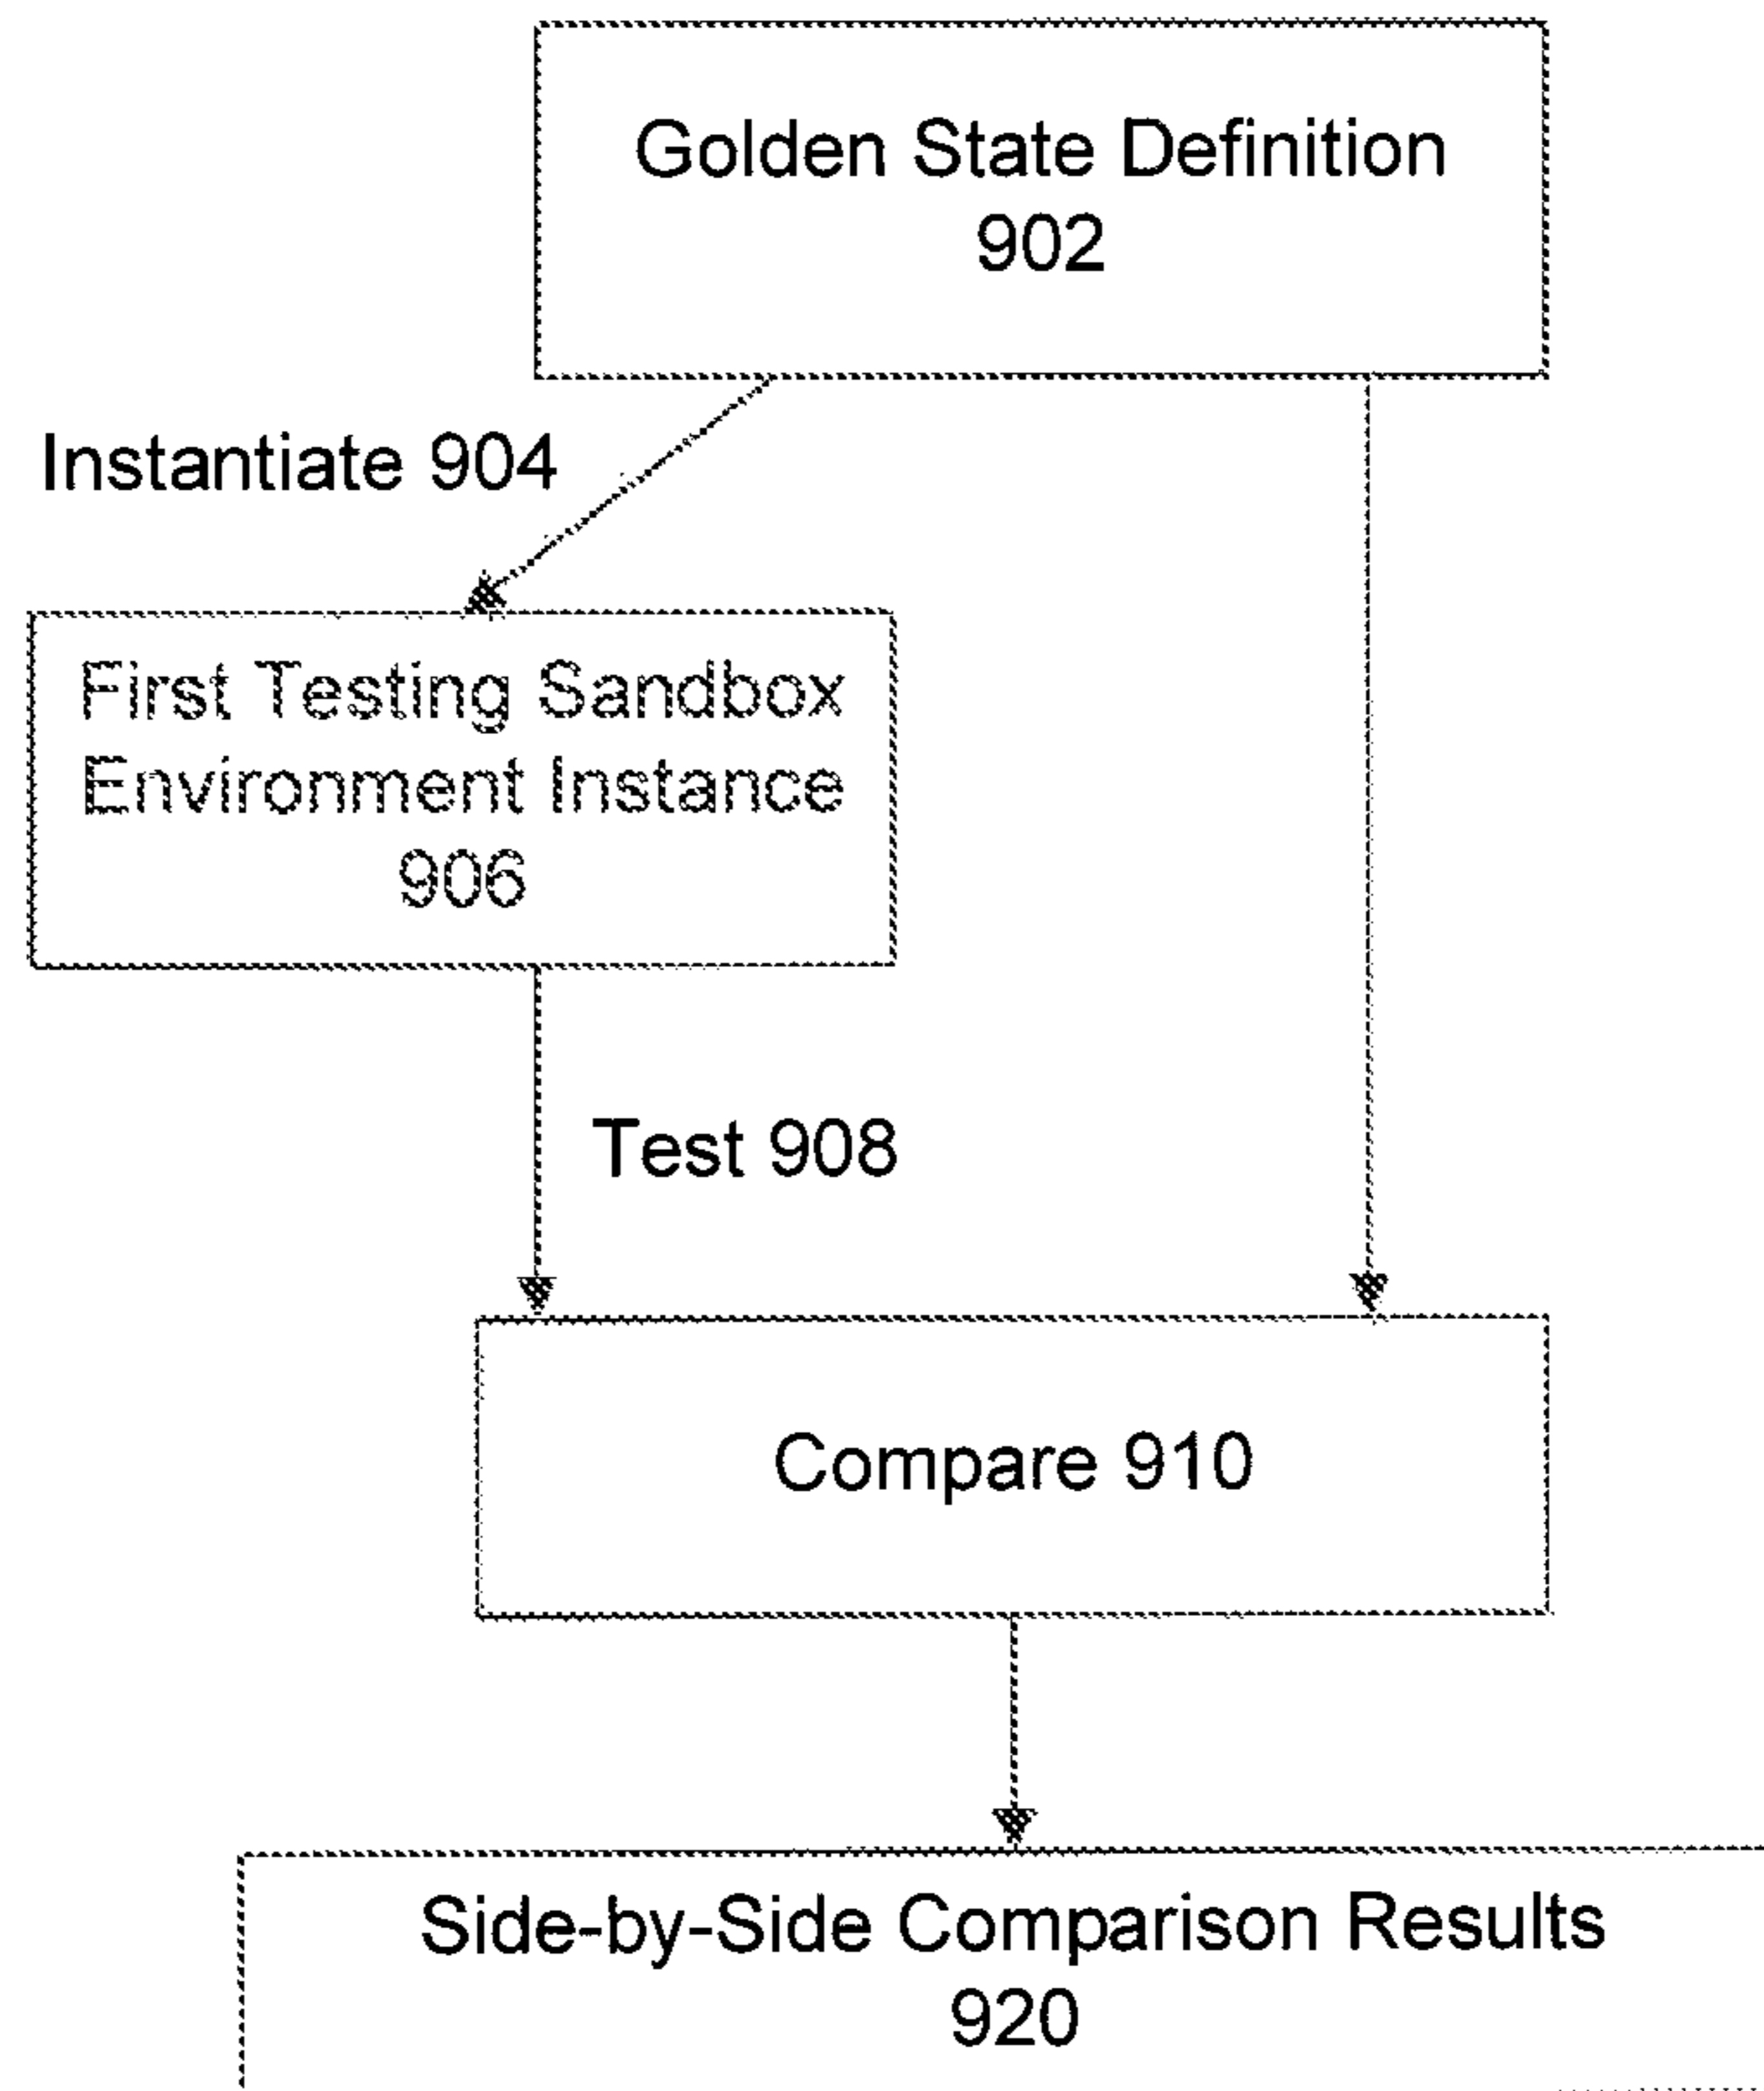 Golden State Definition
902
Instantiate 904
First Testing Sandbox
Environment Instance
906
Test 908
Compare 910
Side-by-Side Comparison Results
920